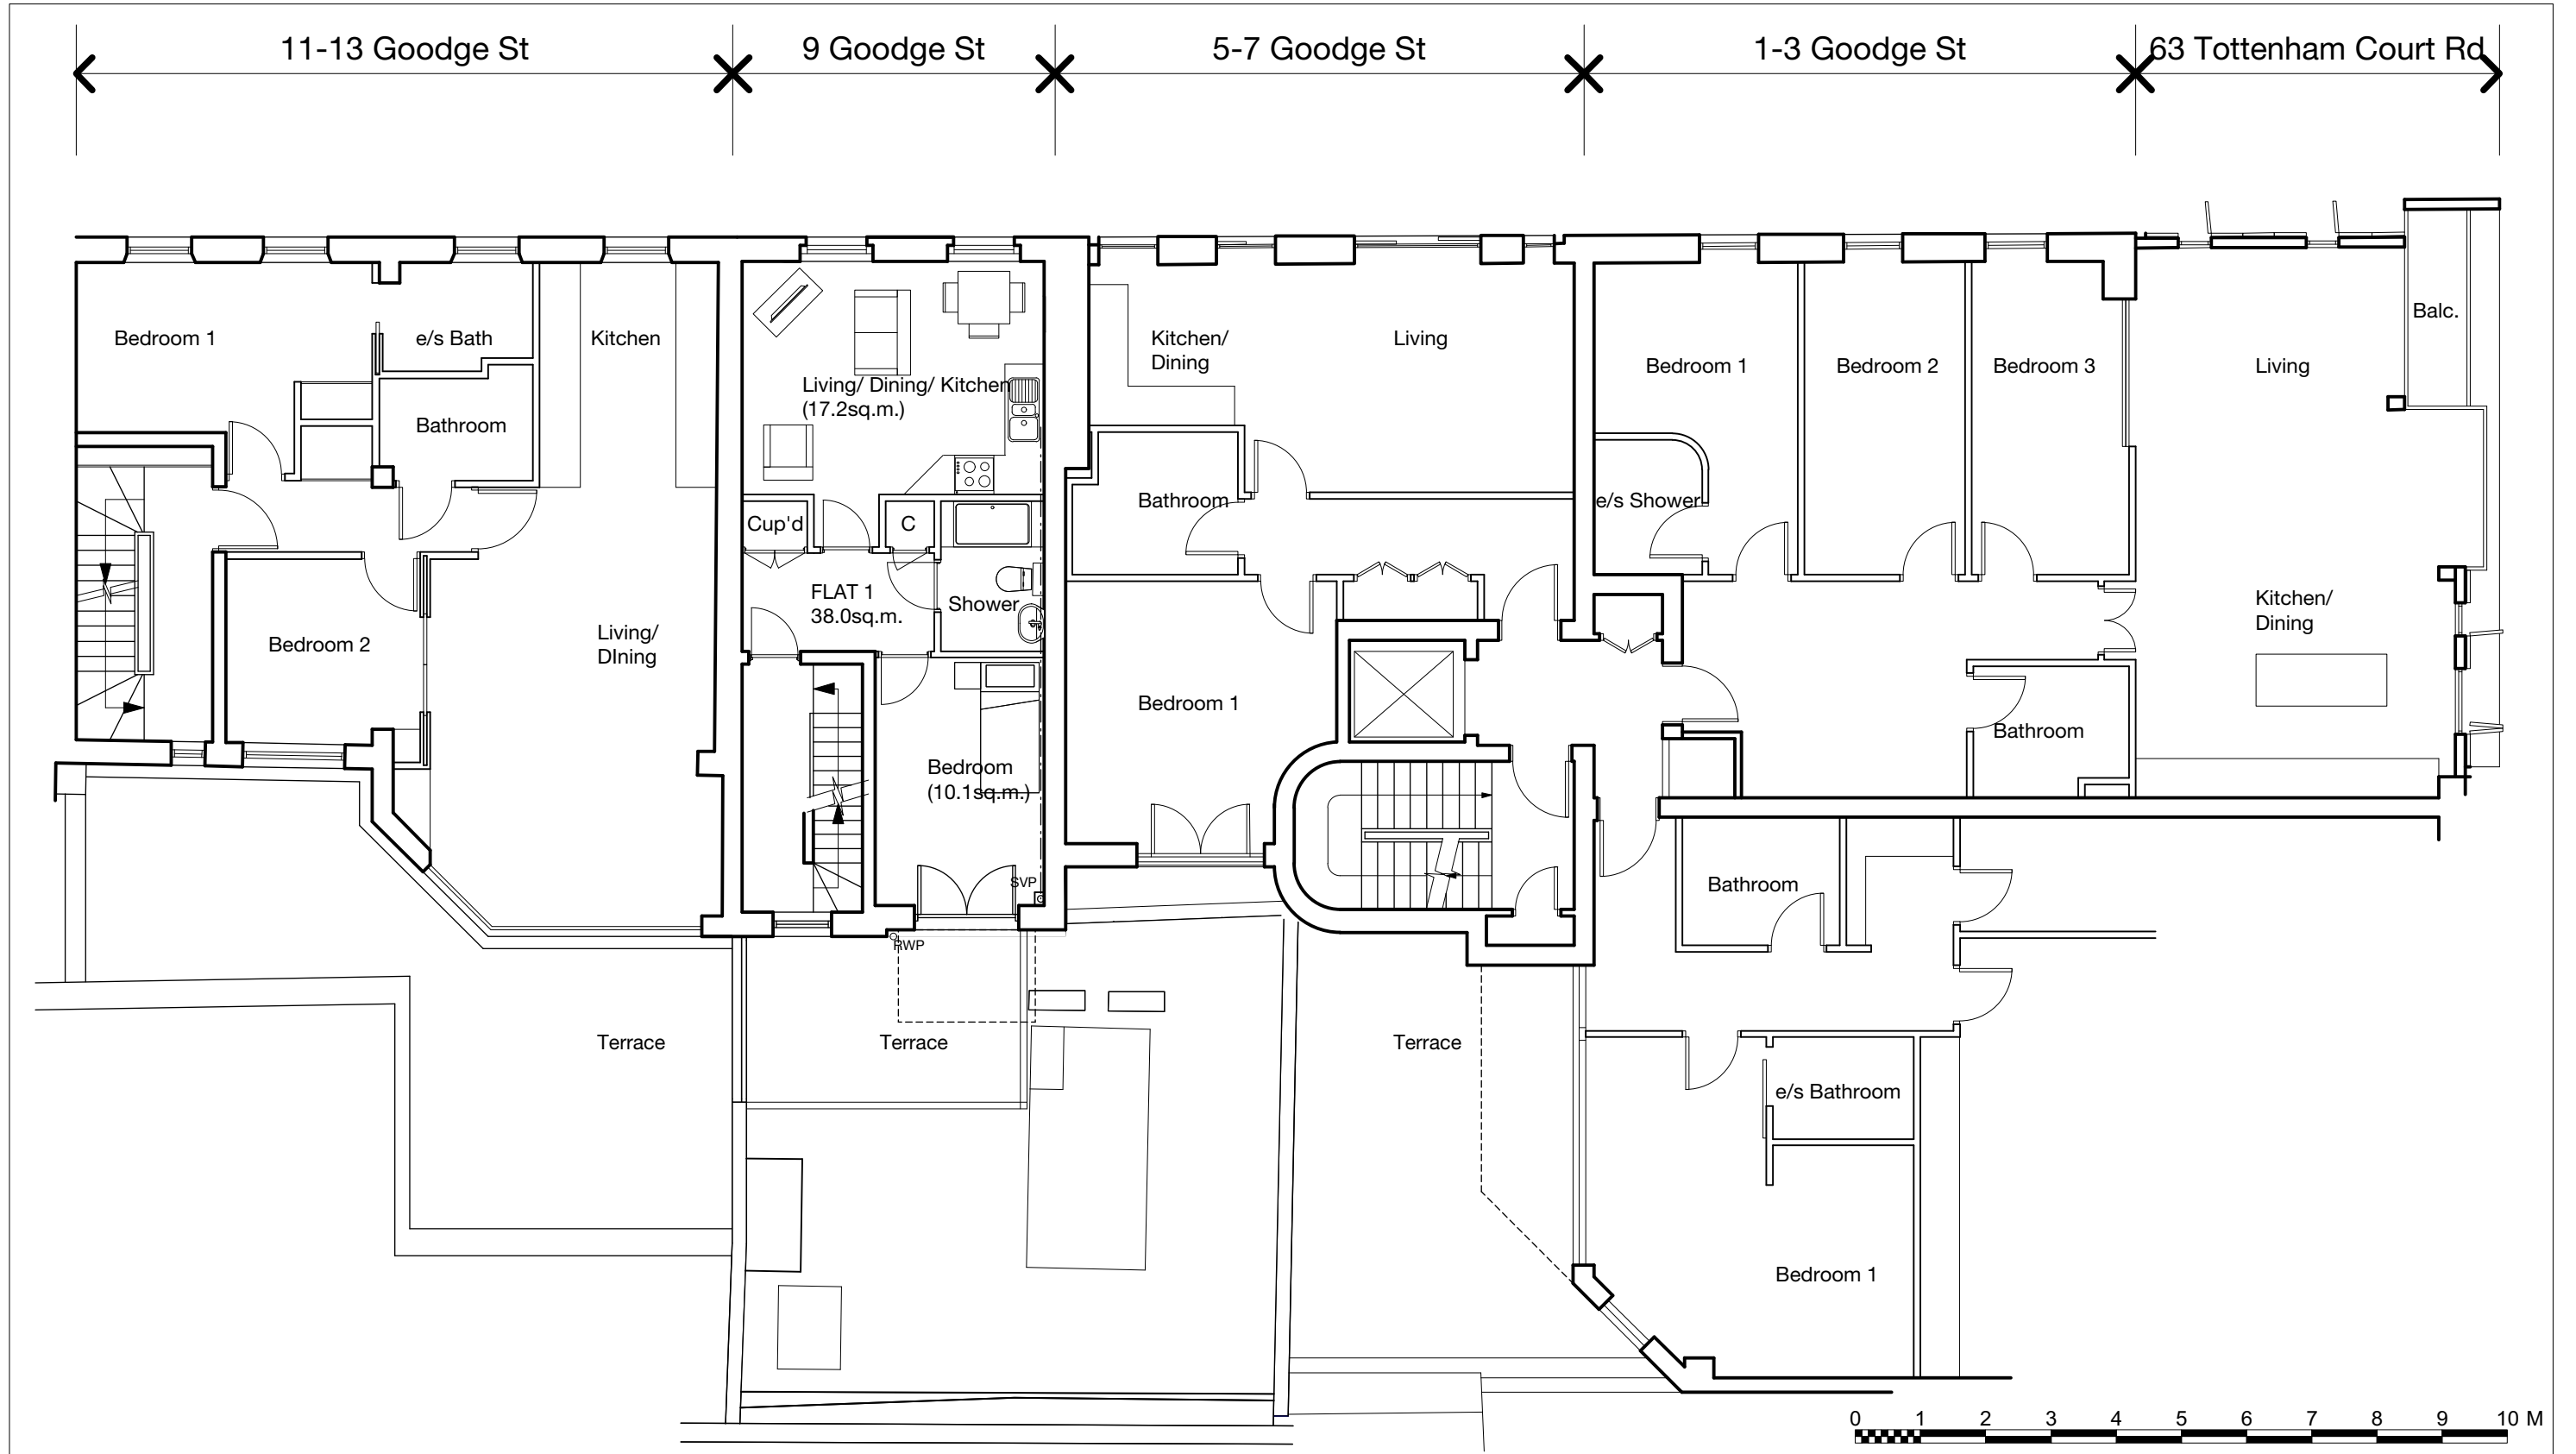 11-13 Goodge St
9 Goodge St
5-7 Goodge St
1-3 Goodge St
63 Tottenham Court Rd
Bedroom 1
e/s Bath
Kitchen
Bathroom
Bedroom 2
Living/
DIning
Terrace
Living/ Dining/ Kitchen
(17.2sq.m.)
Cup'd
C
FLAT 1
38.0sq.m.
Shower
Bedroom
(10.1sq.m.)
SVP
RWP
Terrace
Kitchen/
Dining
Living
Bathroom
Bedroom 1
Terrace
Bedroom 1
Bedroom 2
Bedroom 3
e/s Shower
Bathroom
Bathroom
e/s Bathroom
Bedroom 1
Balc.
Living
Kitchen/
Dining
0 1 2 3 4 5 6 7 8 9 10 M